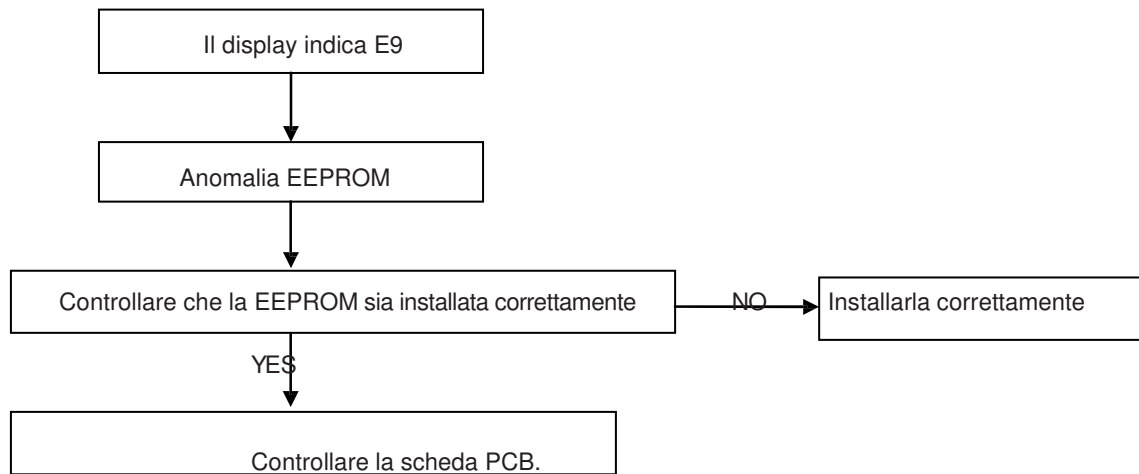 Il display indica E9
Anomalia EEPROM
Controllare che la EEPROM sia installata correttamente
NO
Installarla correttamente
YES
Controllare la scheda PCB.